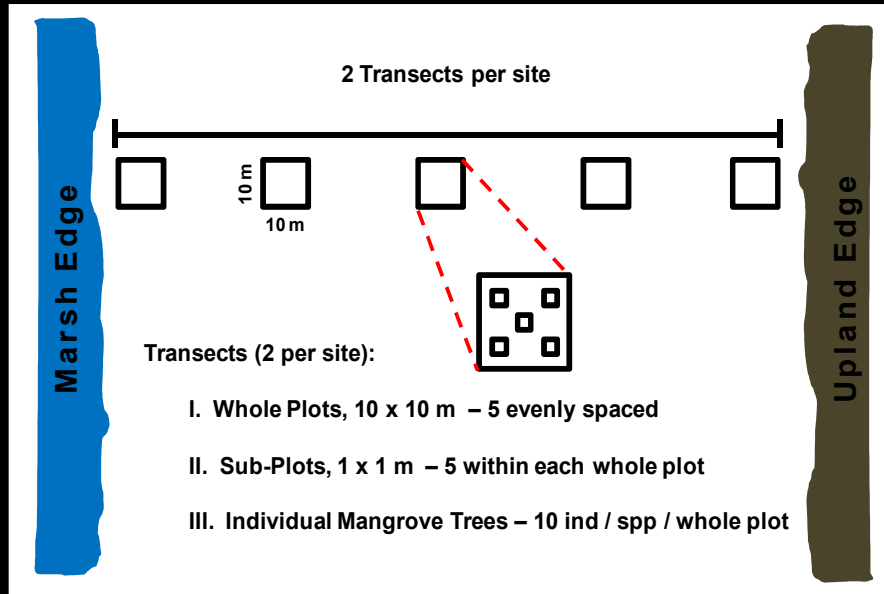 2 Transects per site
10 m
10 m
Marsh Edge
Upland Edge
Transects (2 per site):
I. Whole Plots, 10 x 10 m – 5 evenly spaced
II. Sub-Plots, 1 x 1 m – 5 within each whole plot
III. Individual Mangrove Trees – 10 ind / spp / whole plot